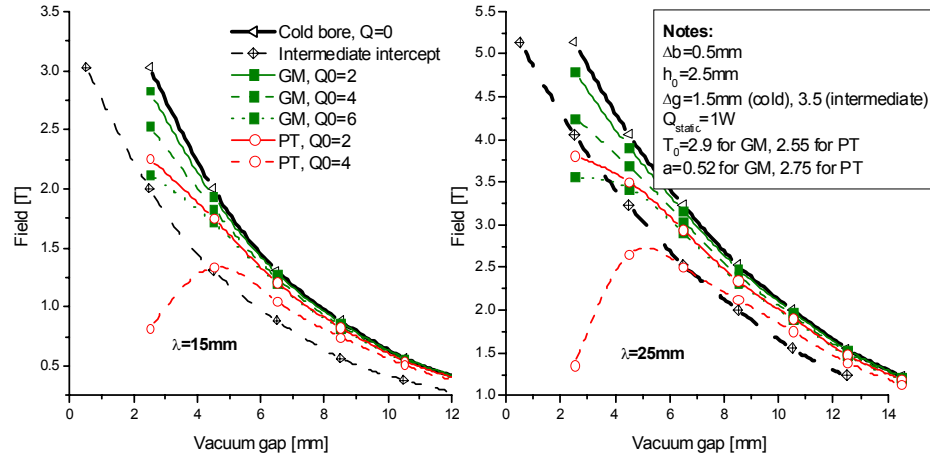 Cold bore, Q=0
Intermediate intercept
GM, Q0=2
GM, Q0=4
GM, Q0=6
PT, Q0=2
PT, Q0=4
Field [T]
3.5
3.0
2.5
2.0
1.5
1.0
0.5
λ=15mm
0 2 4 6 8 10 12
Vacuum gap [mm]
Notes:
Δb=0.5mm
h0=2.5mm
Δg=1.5mm (cold), 3.5 (intermediate)
Qstatic=1W
T0=2.9 for GM, 2.55 for PT
a=0.52 for GM, 2.75 for PT
Field [T]
5.0
4.5
4.0
3.5
3.0
2.5
2.0
1.5
1.0
λ=25mm
0 2 4 6 8 10 12 14
Vacuum gap [mm]